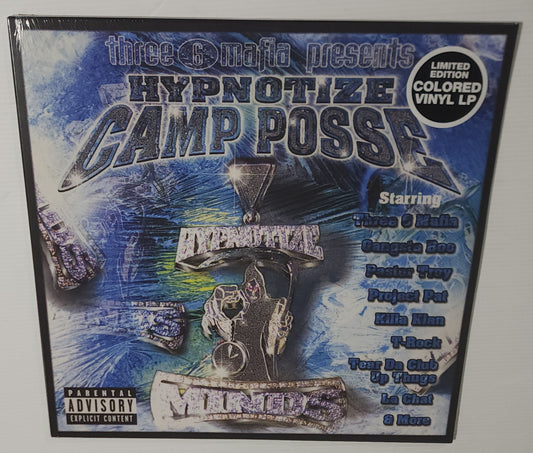 three 6 mafia presents
HYPNOTIZE
CAMP POSSE
LIMITED
EDITION
COLORED
VINYL LP
Starring
Three 6 Mafia
Gangsta Boo
Pastor Troy
Project Pat
Killa Klan
T-Rock
Tear Da Club
Up Thugs
La Chat
& More
HYPNOTIZE
MINDS
PARENTAL
ADVISORY
EXPLICIT CONTENT